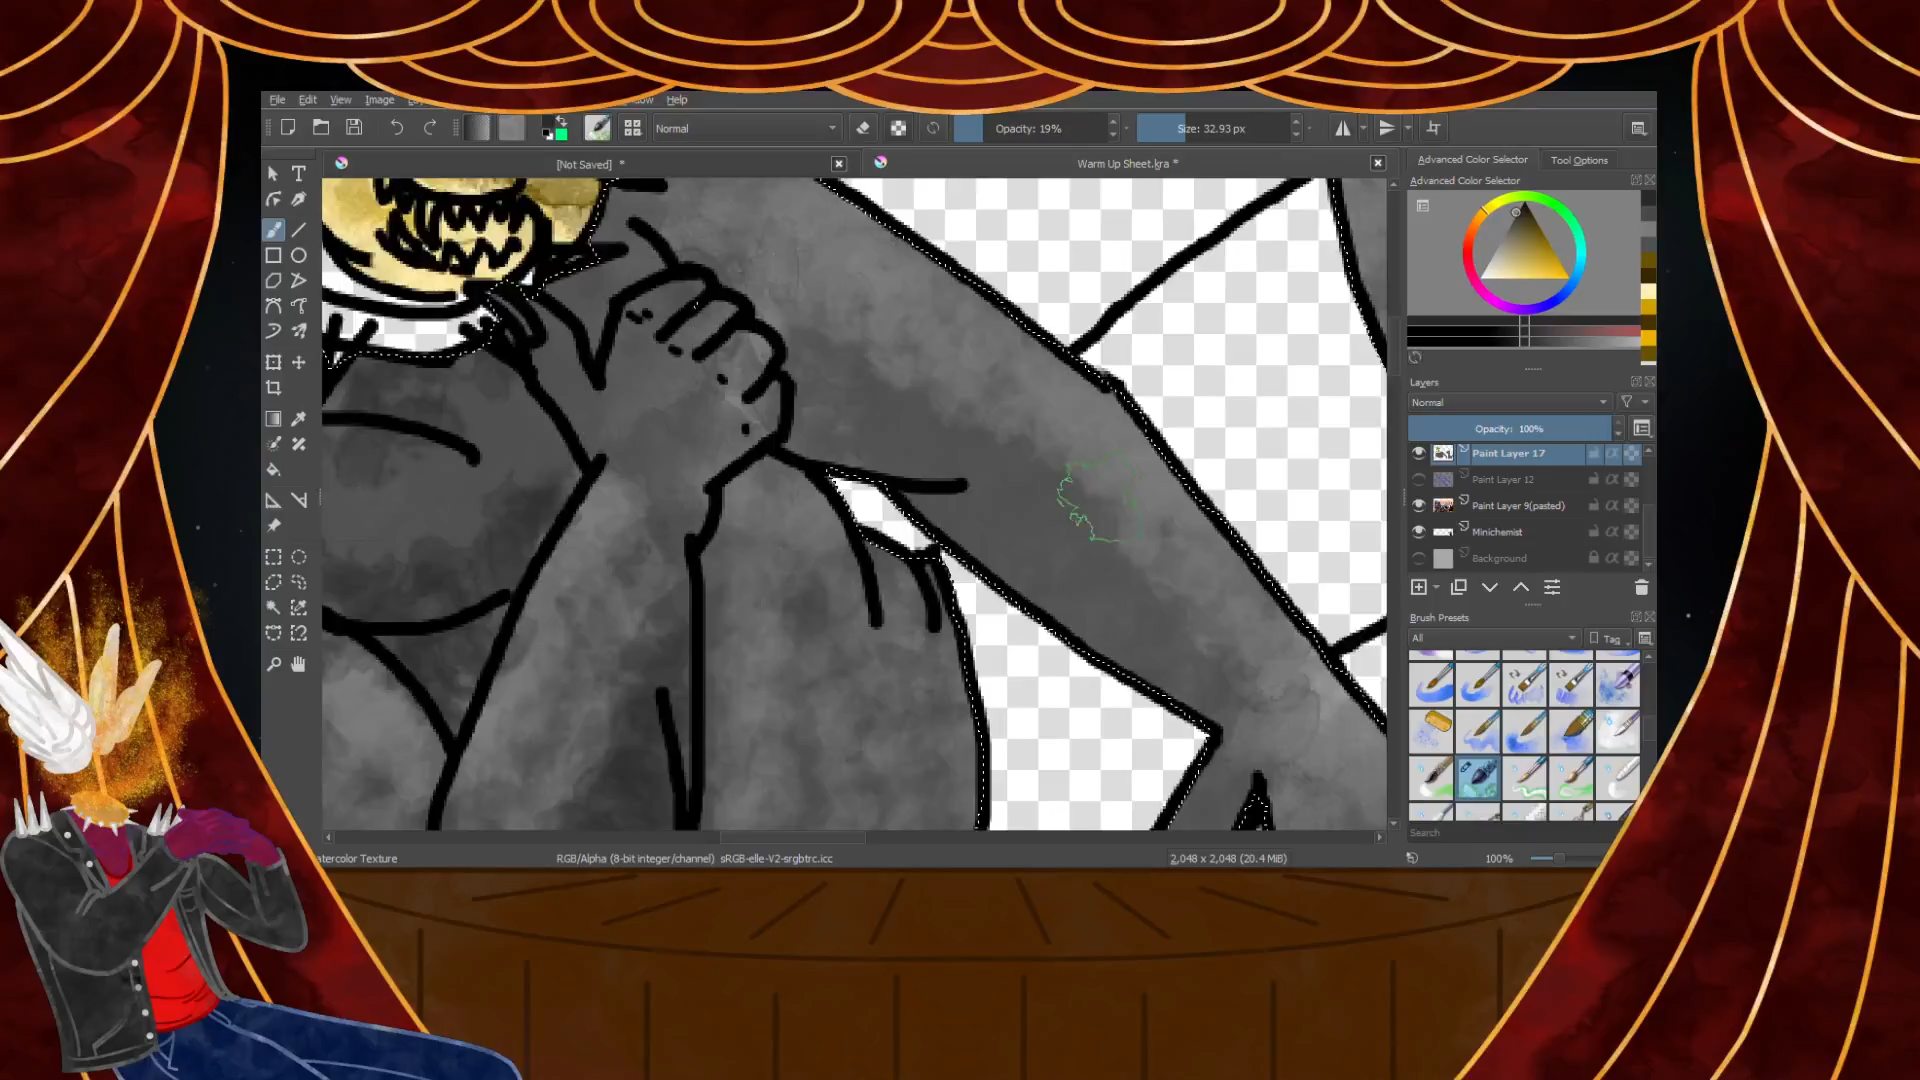 File Edit View Image Help
Normal Opacity: 19% Size: 32.93 px
[Not Saved] * Warm Up Sheet.kra *
Advanced Color Selector Tool Options
Advanced Color Selector
Layers
Normal
Opacity: 100%
Paint Layer 17
Paint Layer 12
Paint Layer 9(pasted)
Minichemist
Background
Brush Presets
All Tag
Search
RGB/Alpha (8-bit integer/channel) sRGB-elle-V2-srgbtrc.icc 2,048 x 2,048 (20.4 MiB) 100%